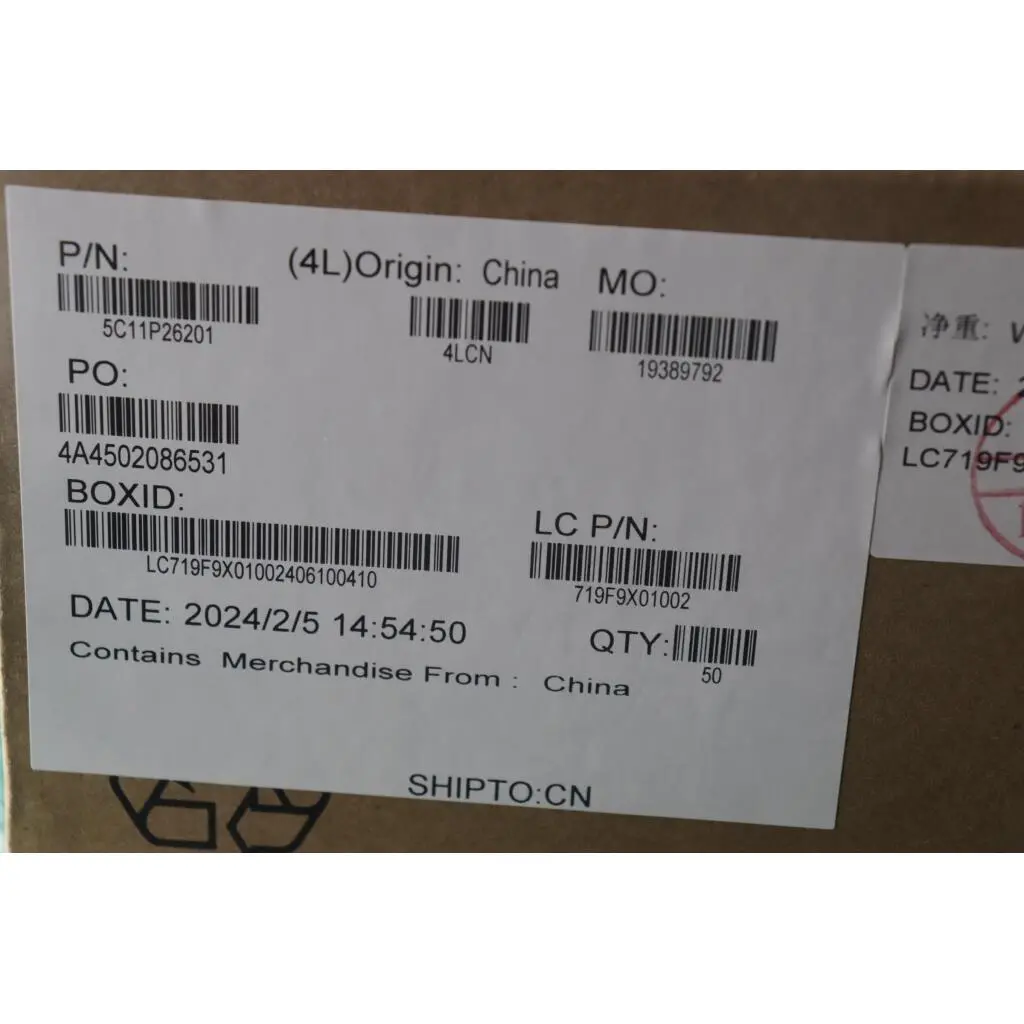 P/N: (4L)Origin: China MO:
5C11P26201 4LCN 19389792
PO:
4A4502086531
BOXID:
LC P/N:
LC719F9X01002406100410 719F9X01002
DATE: 2024/2/5 14:54:50 QTY:
50
Contains Merchandise From : China
SHIPTO:CN
净重:
DATE:
BOXID:
LC719F9